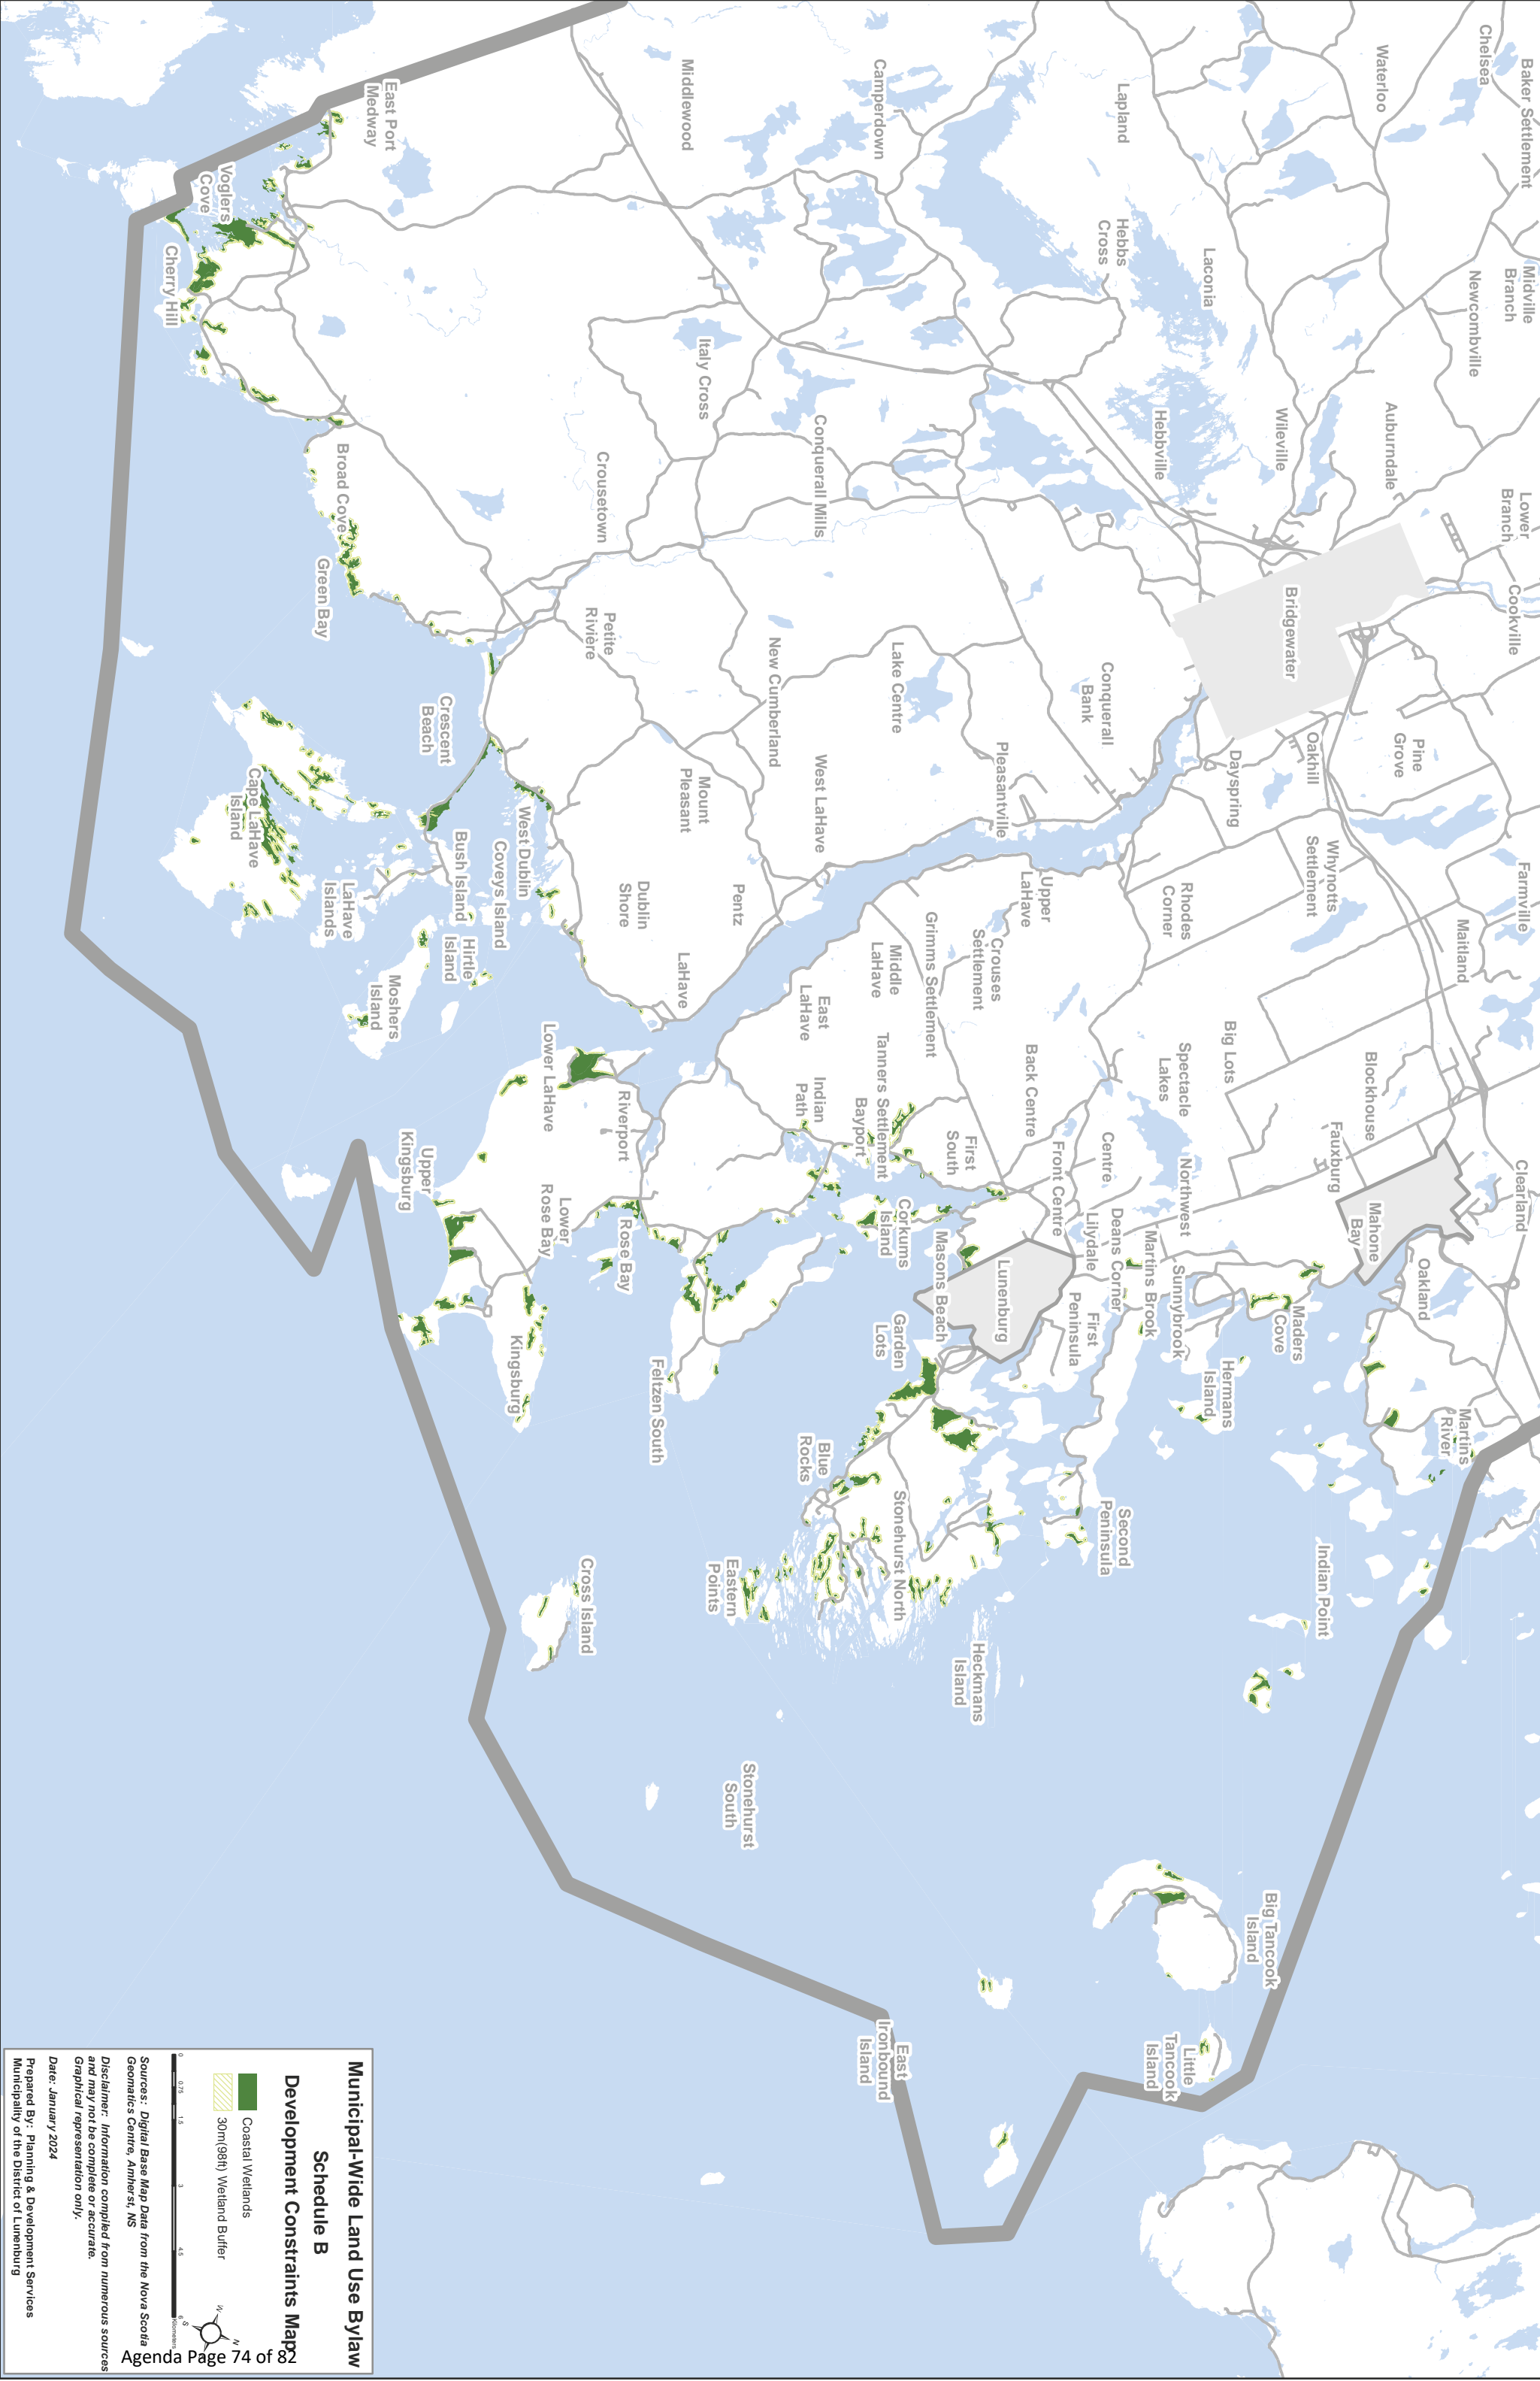 Baker Settlement
Chelsea
Waterloo
Lapland
Camperdown
Middlewood
East Port
Medway
Midville
Branch
Newcombville
Laconia
Hebbs
Cross
Voglers
Cove
Cherry Hill
Lower
Branch
Auburndale
Wileville
Hebbville
Conquerall Mills
Italy Cross
Crousetown
Broad Cove
Green Bay
Cookville
Bridgewater
Conquerall
Bank
Lake Centre
New Cumberland
Petite
Rivière
Crescent
Beach
Pine
Grove
Oakhill
Dayspring
Pleasantville
West LaHave
Mount
Pleasant
West Dublin
Cape LaHave
Island
Farmville
Maitland
Whynotts
Settlement
Rhodes
Corner
Upper
LaHave
Crouses
Settlement
Grimms Settlement
Middle
LaHave
Pentz
Dublin
Shore
LaHave
Coveys Island
Bush Island
Hirtle
Island
LaHave
Islands
Moshers
Island
Big Lots
Spectacle
Lakes
Blockhouse
Back Centre
East
LaHave
Tanners Settlement
Bayport
Indian
Path
Lower LaHave
Riverport
Clearland
Fauxburg
Mahone
Bay
Northwest
Centre
Front Centre
First
South
Lilydale
Deans Corner
Martins Brook
Sunnybrook
Corkums
Island
Masons Beach
Upper
Kingsburg
Lower
Rose Bay
Rose Bay
Oakland
Maders
Cove
Hermans
Island
First
Peninsula
Lunenburg
Garden
Lots
Feltzen South
Kingsburg
Martins
River
Second
Peninsula
Blue
Rocks
Stonehurst North
Indian Point
Eastern
Points
Cross Island
Heckmans
Island
Stonehurst
South
Big Tancook
Island
Little
Tancook
Island
East
Ironbound
Island
Municipal-Wide Land Use Bylaw
Schedule B
Development Constraints Map
Coastal Wetlands
30m(98ft) Wetland Buffer
0 0.75 1.5 3 4.5 6
Kilometers
N
W
S
Sources: Digital Base Map Data from the Nova Scotia
Geomatics Centre, Amherst, NS
Disclaimer: Information compiled from numerous sources
and may not be complete or accurate.
Graphical representation only.
Date: January 2024
Prepared By: Planning & Development Services
Municipality of the District of Lunenburg
Agenda Page 74 of 82